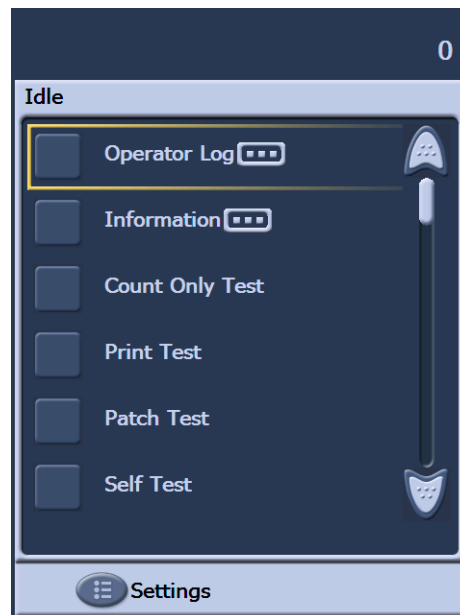 0
Idle
Operator Log
Information
Count Only Test
Print Test
Patch Test
Self Test
Settings